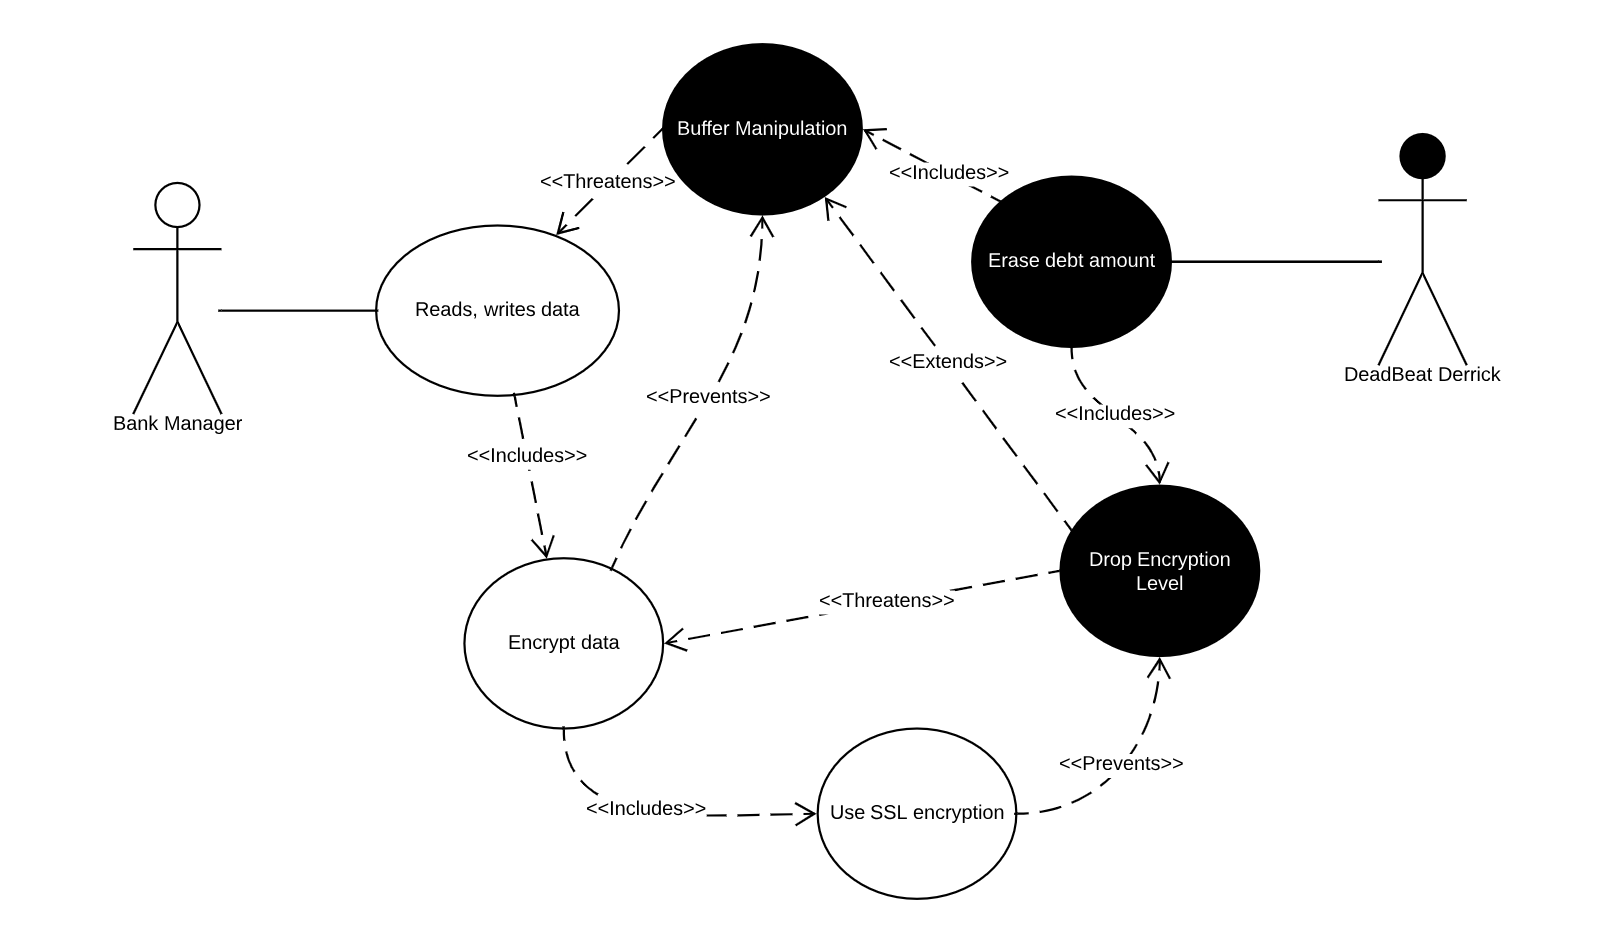 Buffer Manipulation
<<Includes>>
<<Threatens>>
Erase debt amount
Reads, writes data
<<Extends>>
DeadBeat Derrick
<<Prevents>>
<<Includes>>
Bank Manager
<<Includes>>
Drop Encryption
Level
<<Threatens>>
Encrypt data
<<Prevents>>
<<Includes>>
Use SSL encryption